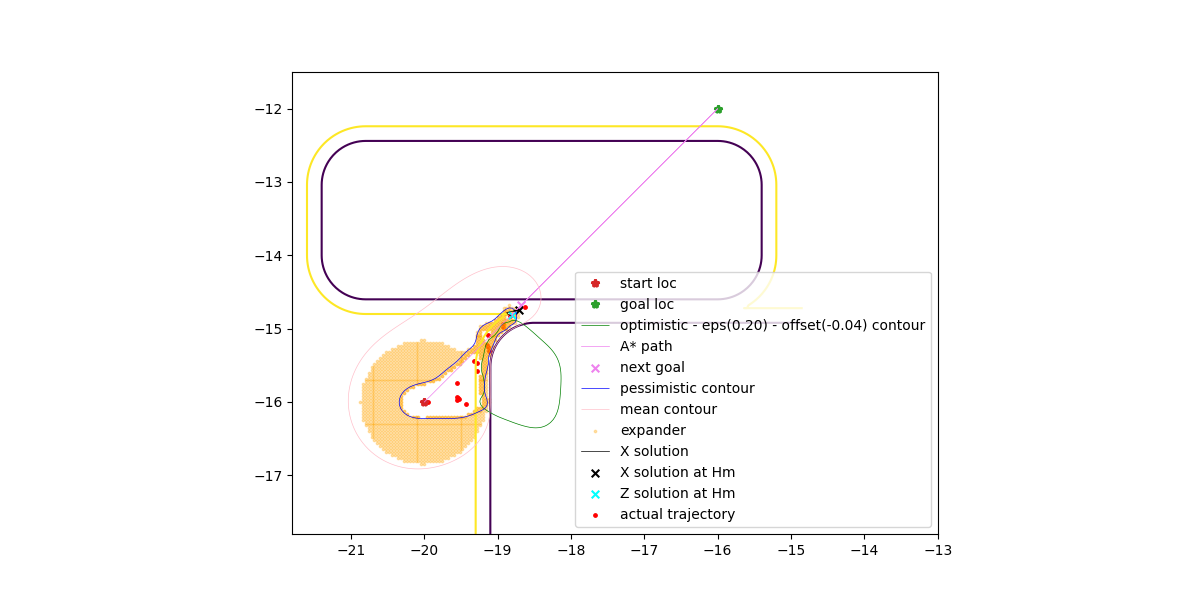 −12
−13
−14
−15
−16
−17
−21
−20
−19
−18
−17
−16
−15
−14
−13
start loc
goal loc
optimistic - eps(0.20) - offset(-0.04) contour
A* path
next goal
pessimistic contour
mean contour
expander
X solution
X solution at Hm
Z solution at Hm
actual trajectory